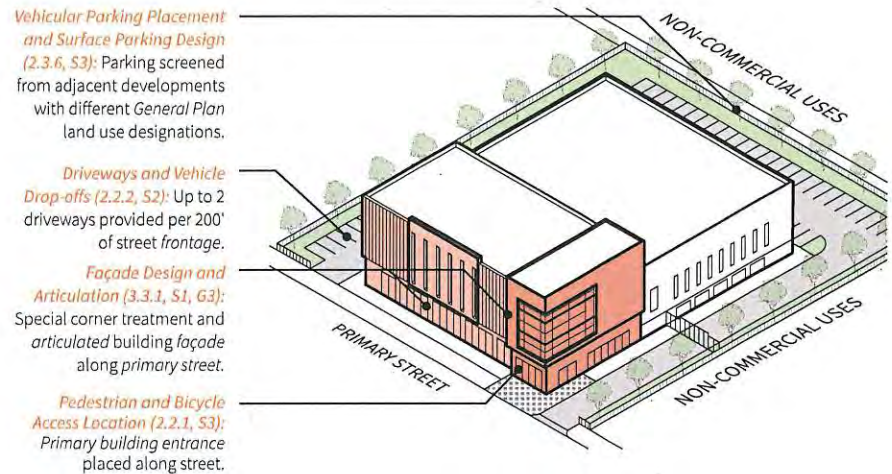 Vehicular Parking Placement
and Surface Parking Design
(2.3.6, S3): Parking screened
from adjacent developments
with different General Plan
land use designations.
Driveways and Vehicle
Drop-offs (2.2.2, S2): Up to 2
driveways provided per 200'
of street frontage.
Façade Design and
Articulation (3.3.1, S1, G3):
Special corner treatment and
articulated building façade
along primary street.
Pedestrian and Bicycle
Access Location (2.2.1, S3):
Primary building entrance
placed along street.
NON-COMMERCIAL USES
PRIMARY STREET
NON-COMMERCIAL USES